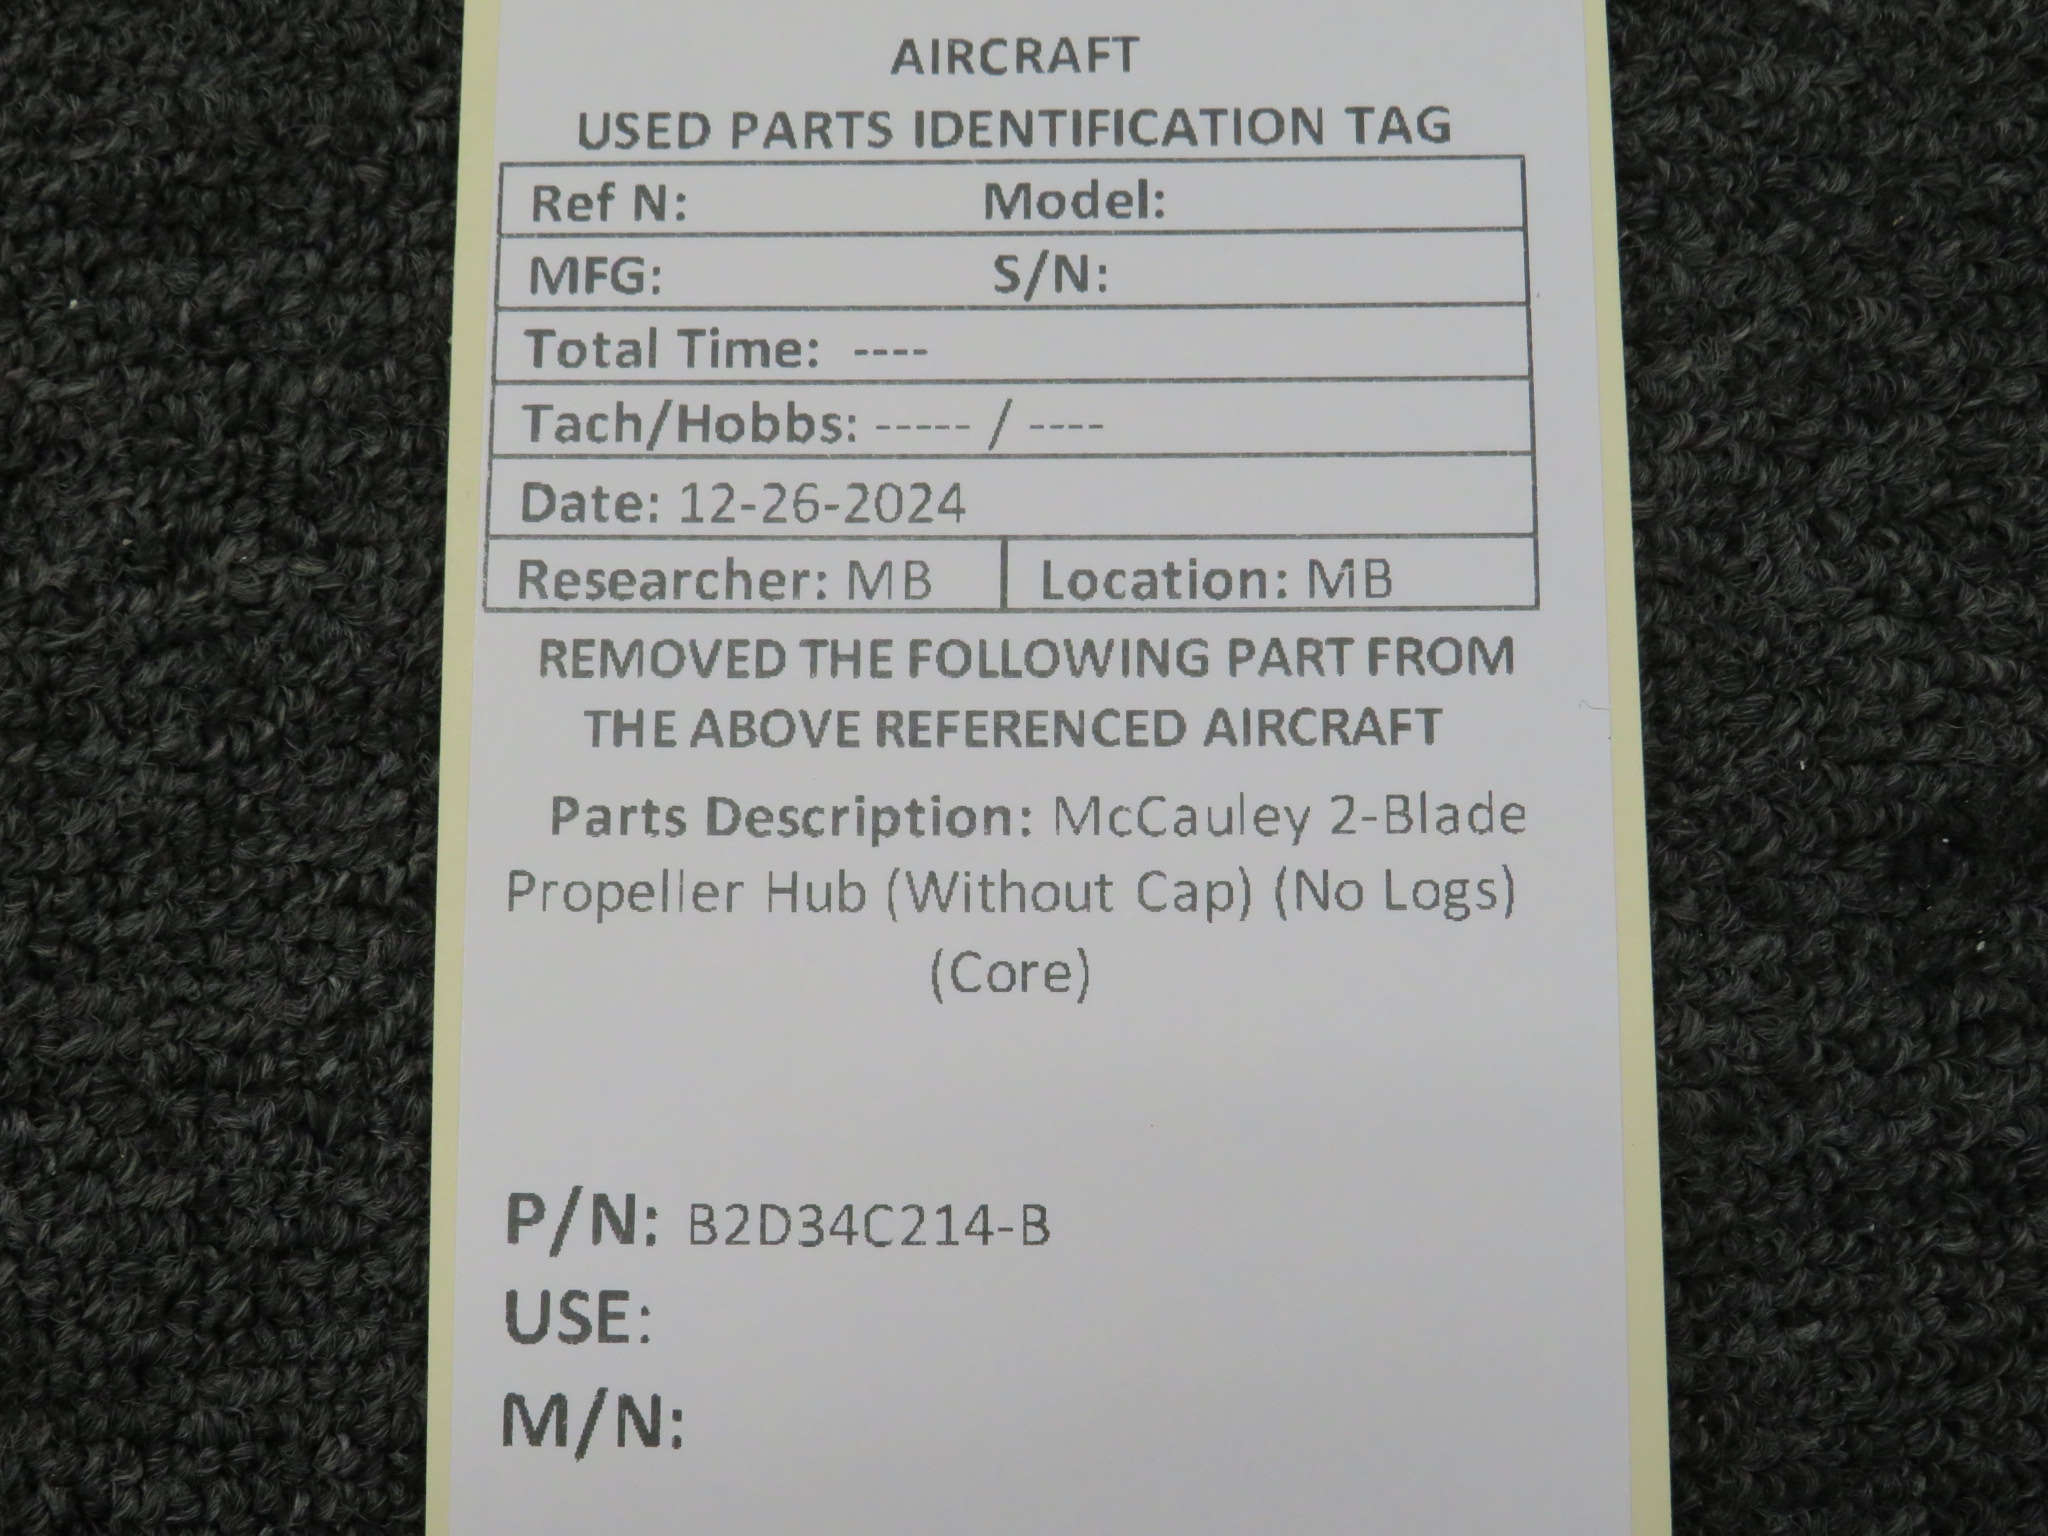 AIRCRAFT
USED PARTS IDENTIFICATION TAG
Ref N: Model:
MFG: S/N:
Total Time: ----
Tach/Hobbs: ----- / ----
Date: 12-26-2024
Researcher: MB Location: MB
REMOVED THE FOLLOWING PART FROM
THE ABOVE REFERENCED AIRCRAFT
Parts Description: McCauley 2-Blade
Propeller Hub (Without Cap) (No Logs)
(Core)
P/N: B2D34C214-B
USE:
M/N: